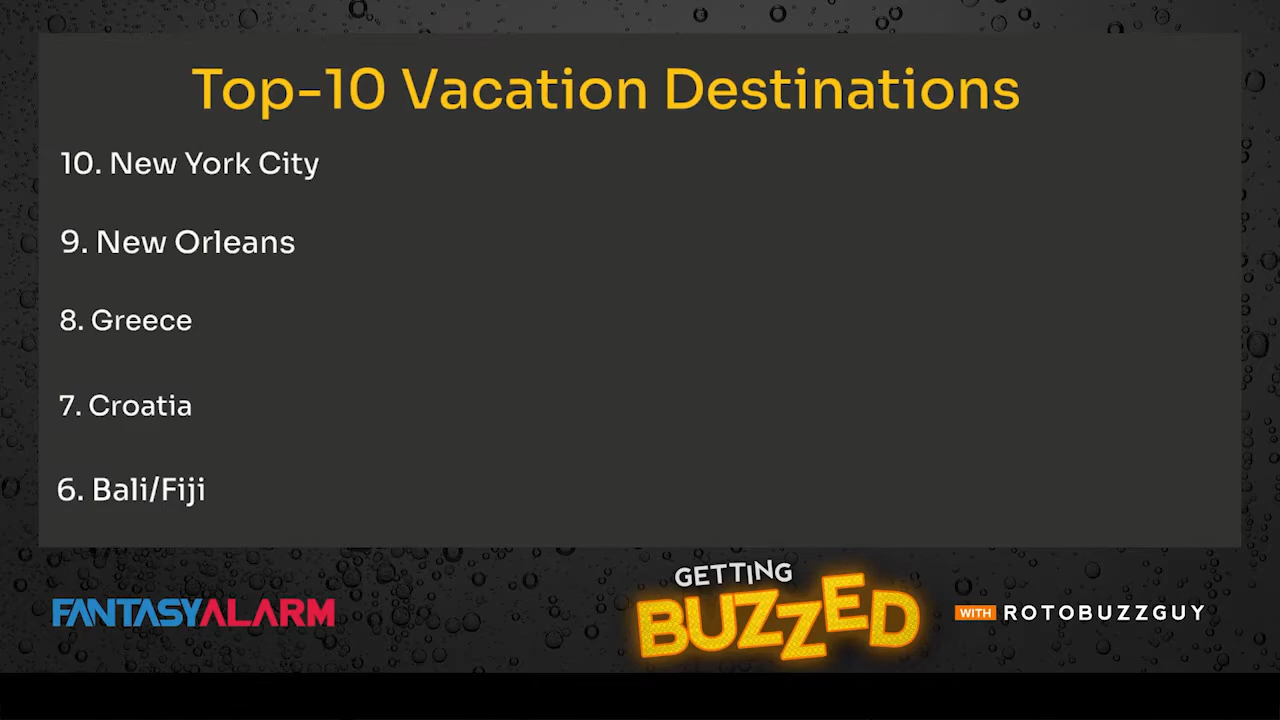 Top-10 Vacation Destinations
10. New York City
9. New Orleans
8. Greece
7. Croatia
6. Bali/Fiji
GETTING
BUZZED
FANTASYALARM
WITH ROTOBUZZGUY